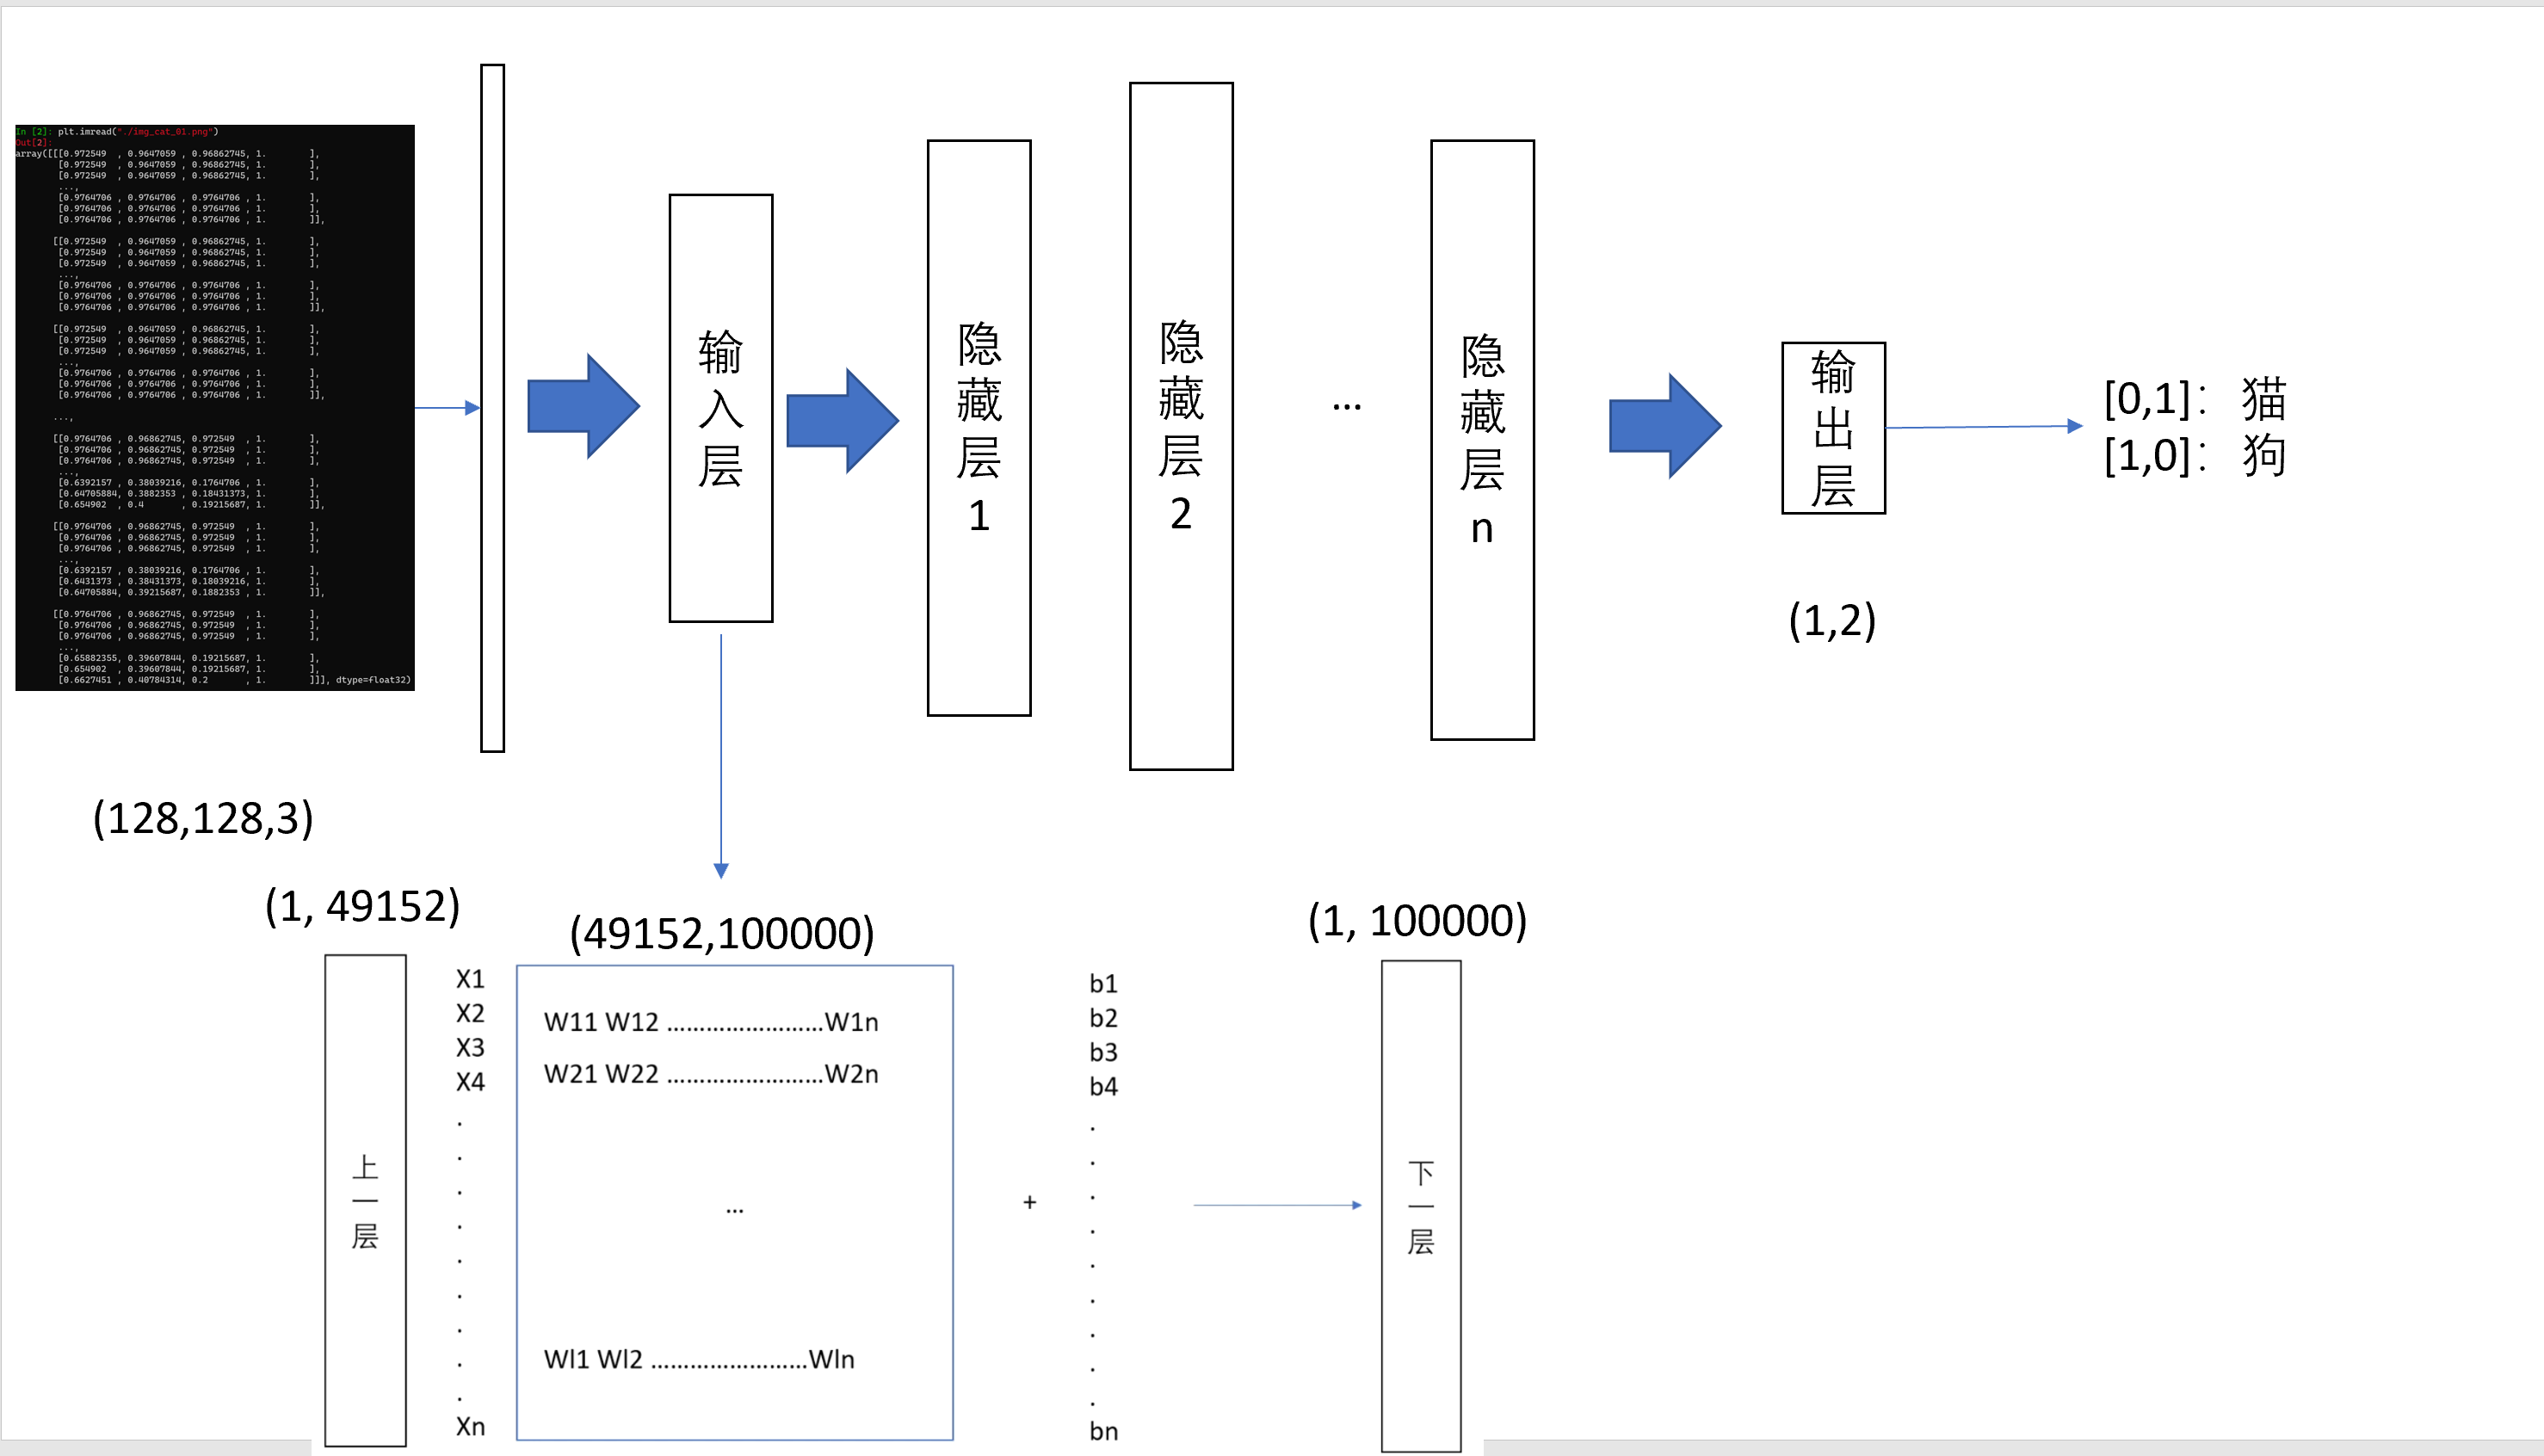 In [2]: plt.imread("./img_cat_01.png")
Out[2]:
array([[[0.972549  , 0.9647059 , 0.96862745, 1.        ],
        [0.972549  , 0.9647059 , 0.96862745, 1.        ],
        [0.972549  , 0.9647059 , 0.96862745, 1.        ],
        ...,
        [0.9764706 , 0.9764706 , 0.9764706 , 1.        ],
        [0.9764706 , 0.9764706 , 0.9764706 , 1.        ],
        [0.9764706 , 0.9764706 , 0.9764706 , 1.        ]],
       [[0.972549  , 0.9647059 , 0.96862745, 1.        ],
        [0.972549  , 0.9647059 , 0.96862745, 1.        ],
        [0.972549  , 0.9647059 , 0.96862745, 1.        ],
        ...,
        [0.9764706 , 0.9764706 , 0.9764706 , 1.        ],
        [0.9764706 , 0.9764706 , 0.9764706 , 1.        ],
        [0.9764706 , 0.9764706 , 0.9764706 , 1.        ]],
       [[0.972549  , 0.9647059 , 0.96862745, 1.        ],
        [0.972549  , 0.9647059 , 0.96862745, 1.        ],
        [0.972549  , 0.9647059 , 0.96862745, 1.        ],
        ...,
        [0.9764706 , 0.9764706 , 0.9764706 , 1.        ],
        [0.9764706 , 0.9764706 , 0.9764706 , 1.        ],
        [0.9764706 , 0.9764706 , 0.9764706 , 1.        ]],
       ...,
       [[0.9764706 , 0.96862745, 0.972549  , 1.        ],
        [0.9764706 , 0.96862745, 0.972549  , 1.        ],
        [0.9764706 , 0.96862745, 0.972549  , 1.        ],
        ...,
        [0.6392157 , 0.38039216, 0.1764706 , 1.        ],
        [0.64705884, 0.3882353 , 0.18431373, 1.        ],
        [0.654902  , 0.4       , 0.19215687, 1.        ]],
       [[0.9764706 , 0.96862745, 0.972549  , 1.        ],
        [0.9764706 , 0.96862745, 0.972549  , 1.        ],
        [0.9764706 , 0.96862745, 0.972549  , 1.        ],
        ...,
        [0.6392157 , 0.38039216, 0.1764706 , 1.        ],
        [0.6431373 , 0.38431373, 0.18039216, 1.        ],
        [0.64705884, 0.39215687, 0.1882353 , 1.        ]],
       [[0.9764706 , 0.96862745, 0.972549  , 1.        ],
        [0.9764706 , 0.96862745, 0.972549  , 1.        ],
        [0.9764706 , 0.96862745, 0.972549  , 1.        ],
        ...,
        [0.65882355, 0.39607844, 0.19215687, 1.        ],
        [0.654902  , 0.39607844, 0.19215687, 1.        ],
        [0.6627451 , 0.40784314, 0.2       , 1.        ]]], dtype=float32)
输入层
隐藏层1
隐藏层2
...
隐藏层n
输出层
[0,1]： 猫
[1,0]： 狗
(1,2)
(128,128,3)
(1, 49152)
(49152,100000)
(1, 100000)
上一层
X1
X2
X3
X4
.
.
.
.
.
.
.
.
.
Xn
W11 W12 ........................W1n
W21 W22 ........................W2n
...
Wl1 Wl2 ........................Wln
+
b1
b2
b3
b4
.
.
.
.
.
.
.
.
.
bn
下一层